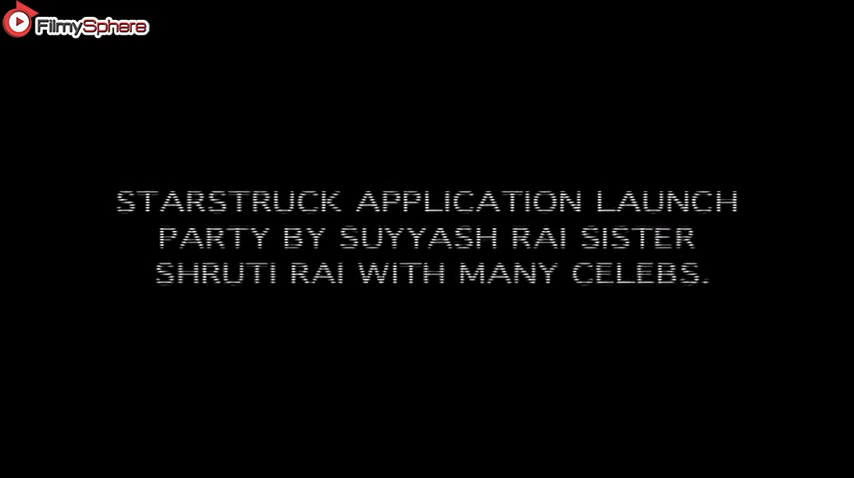 FilmySphere
STARSTRUCK APPLICATION LAUNCH
PARTY BY SUYYASH RAI SISTER
SHRUTI RAI WITH MANY CELEBS.